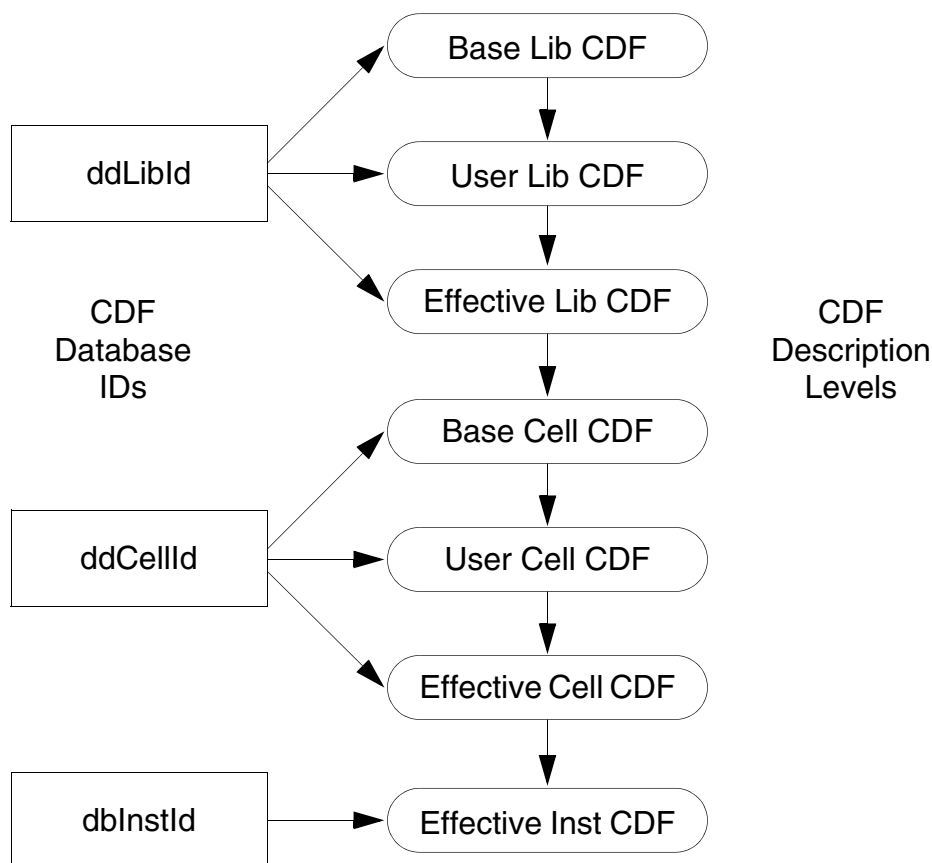 Base Lib CDF
ddLibId
User Lib CDF
Effective Lib CDF
CDF
Database
IDs
CDF
Description
Levels
Base Cell CDF
ddCellId
User Cell CDF
Effective Cell CDF
dbInstId
Effective Inst CDF